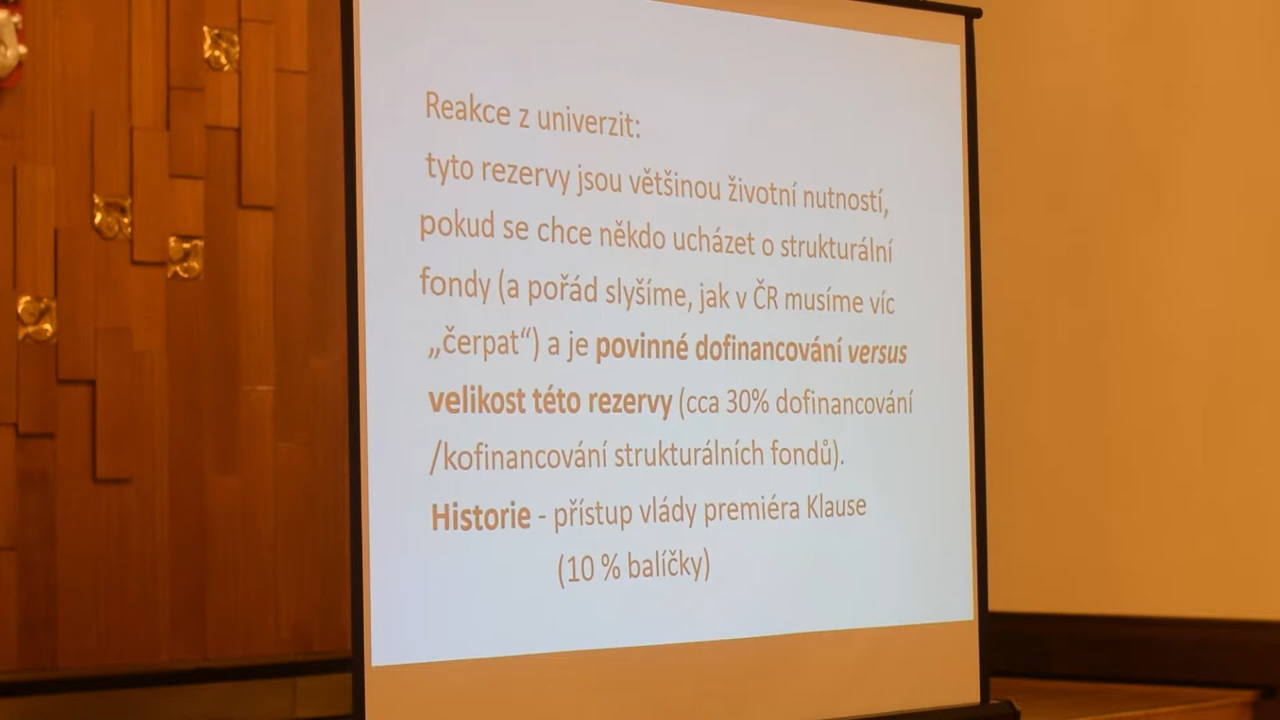 Reakce z univerzit:
tyto rezervy jsou většinou životní nutností,
pokud se chce někdo ucházet o strukturální
fondy (a pořád slyšíme, jak v ČR musíme víc
„čerpat“) a je povinné dofinancování versus
velikost této rezervy (cca 30% dofinancování
/kofinancování strukturálních fondů).
Historie - přístup vlády premiéra Klause
(10 % balíčky)